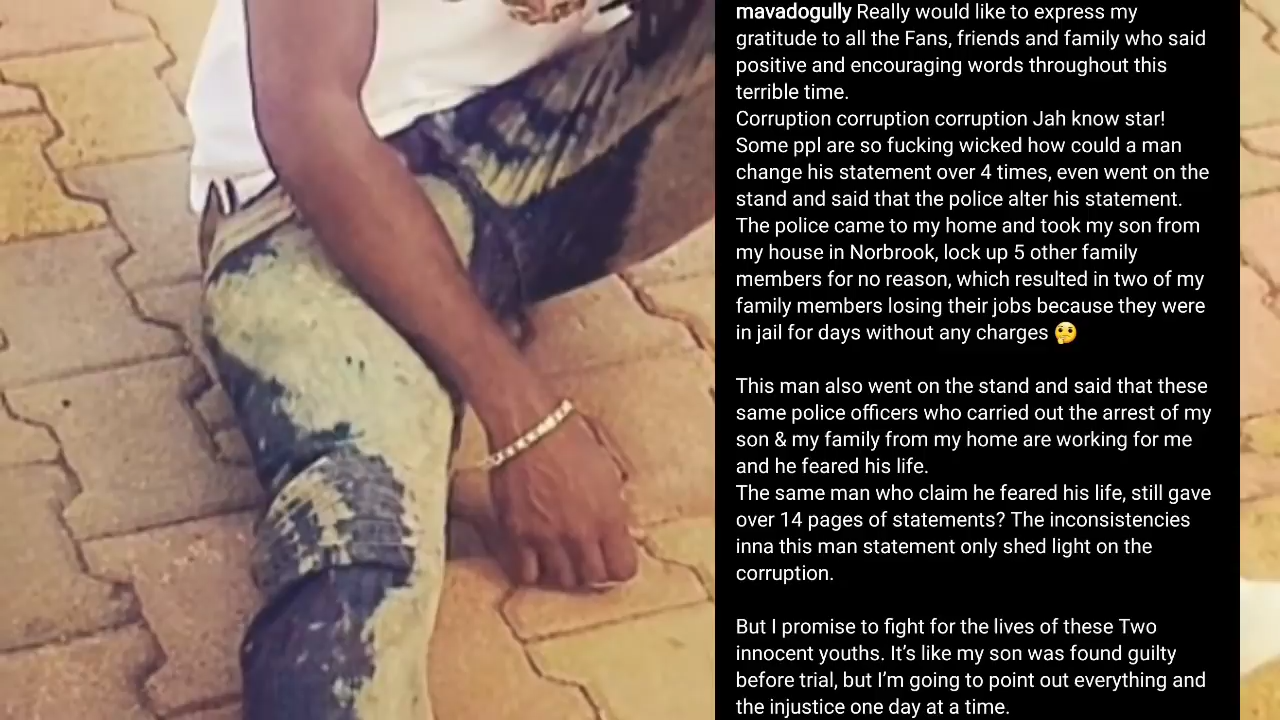 mavadogully Really would like to express my
gratitude to all the Fans, friends and family who said
positive and encouraging words throughout this
terrible time.
Corruption corruption corruption Jah know star!
Some ppl are so fucking wicked how could a man
change his statement over 4 times, even went on the
stand and said that the police alter his statement.
The police came to my home and took my son from
my house in Norbrook, lock up 5 other family
members for no reason, which resulted in two of my
family members losing their jobs because they were
in jail for days without any charges 🤔
This man also went on the stand and said that these
same police officers who carried out the arrest of my
son & my family from my home are working for me
and he feared his life.
The same man who claim he feared his life, still gave
over 14 pages of statements? The inconsistencies
inna this man statement only shed light on the
corruption.
But I promise to fight for the lives of these Two
innocent youths. It’s like my son was found guilty
before trial, but I’m going to point out everything and
the injustice one day at a time.